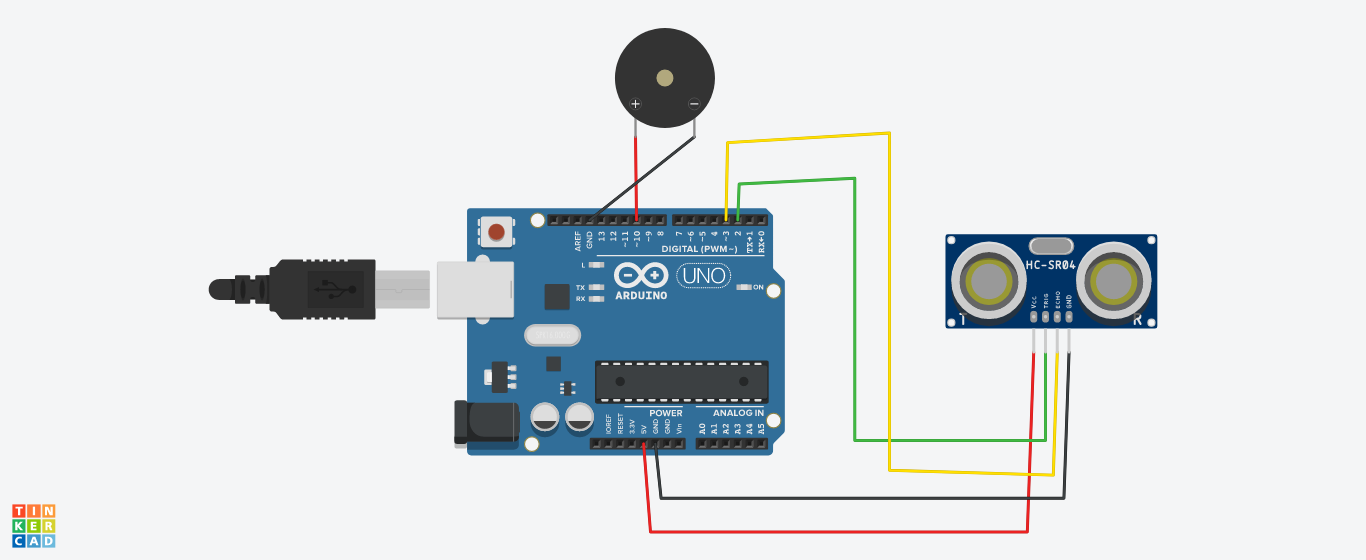 + −
AREF
GND
13
12
~11
~10
~9
8
7
~6
~5
4
~3
2
TX→1
RX←0
DIGITAL (PWM~)
L
TX
RX
ARDUINO
UNO
ON
HC-SR04
Vcc
TRIG
ECHO
GND
T
R
POWER
ANALOG IN
IOREF
RESET
3.3V
5V
GND
GND
Vin
A0
A1
A2
A3
A4
A5
TIN
KER
CAD